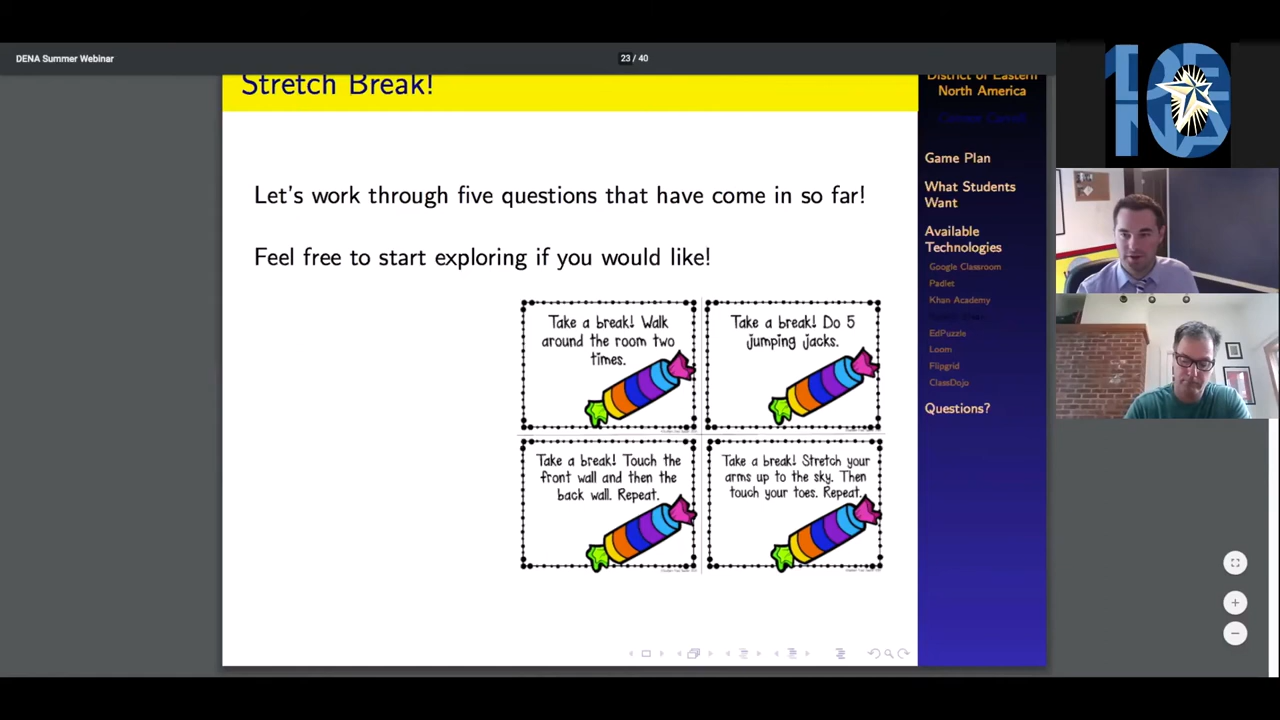 DENA Summer Webinar
23 / 40
Stretch Break!
Let's work through five questions that have come in so far!
Feel free to start exploring if you would like!
Take a break! Walk
around the room two
times.
Take a break! Do 5
jumping jacks.
Take a break! Touch the
front wall and then the
back wall. Repeat.
Take a break! Stretch your
arms up to the sky. Then
touch your toes. Repeat.
District of Eastern
North America
Game Plan
What Students
Want
Available
Technologies
Google Classroom
Padlet
Khan Academy
EdPuzzle
Loom
Flipgrid
ClassDojo
Questions?
10
DE
NA